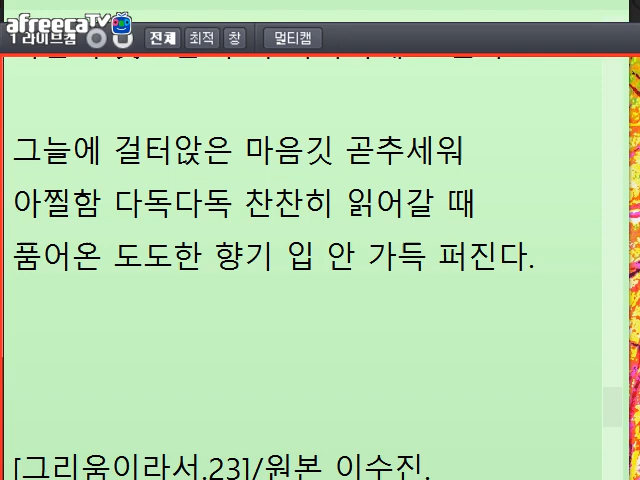 afreecaTV
1 라이브캠 전체 최적 창 멀티캠
그늘에 걸터앉은 마음깃 곧추세워
아찔함 다독다독 찬찬히 읽어갈 때
품어온 도도한 향기 입 안 가득 퍼진다.
[그리움이라서.23]/원본 이수진.